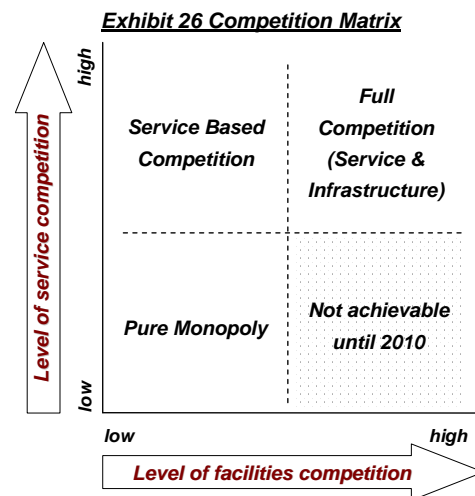 Exhibit 26 Competition Matrix
high
Level of service competition
low
Service Based
Competition
Full
Competition
(Service &
Infrastructure)
Pure Monopoly
Not achievable
until 2010
low
high
Level of facilities competition